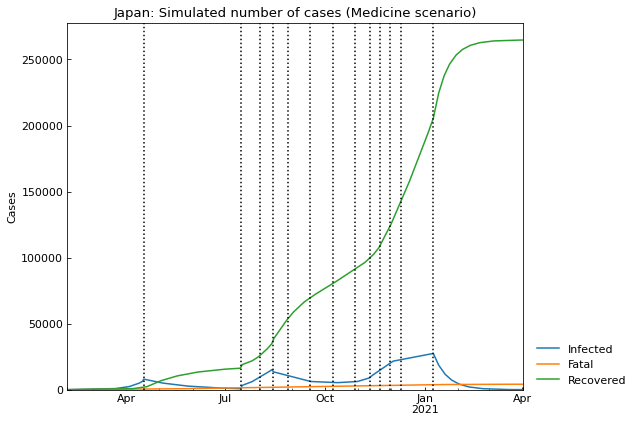 Japan: Simulated number of cases (Medicine scenario)
250000
200000
150000
100000
50000
0
Cases
Apr
Jul
Oct
Jan
2021
Apr
Infected
Fatal
Recovered